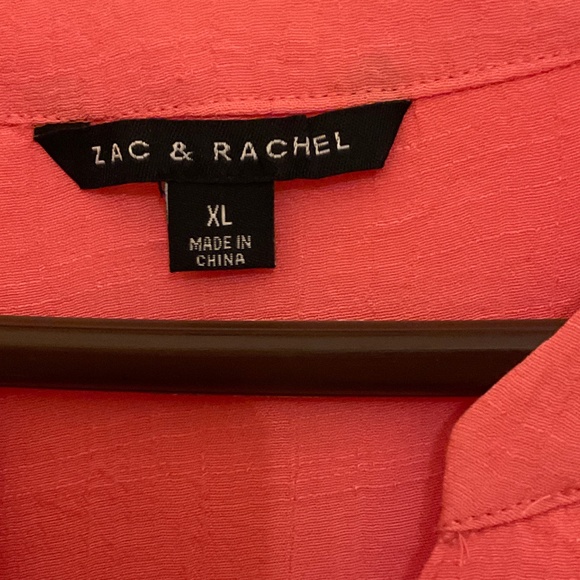 ZAC & RACHEL
XL
MADE IN
CHINA